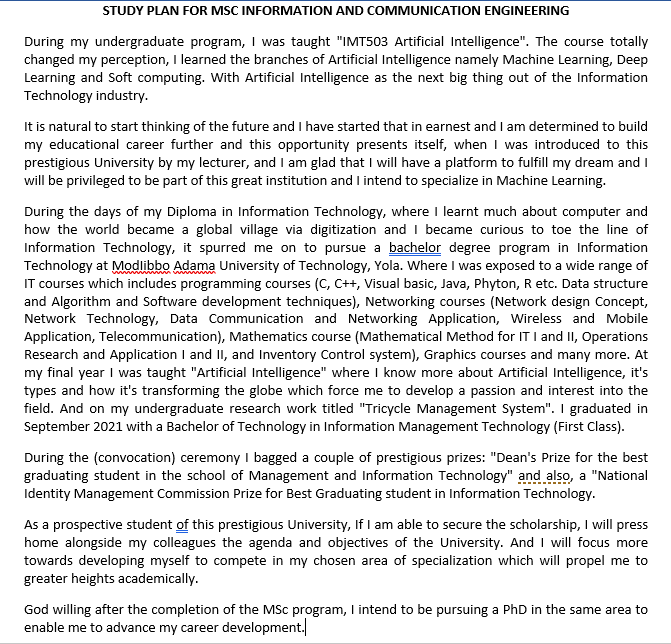 STUDY PLAN FOR MSC INFORMATION AND COMMUNICATION ENGINEERING
During my undergraduate program, I was taught "IMT503 Artificial Intelligence". The course totally
changed my perception, I learned the branches of Artificial Intelligence namely Machine Learning, Deep
Learning and Soft computing. With Artificial Intelligence as the next big thing out of the Information
Technology industry.
It is natural to start thinking of the future and I have started that in earnest and I am determined to build
my educational career further and this opportunity presents itself, when I was introduced to this
prestigious University by my lecturer, and I am glad that I will have a platform to fulfill my dream and I
will be privileged to be part of this great institution and I intend to specialize in Machine Learning.
During the days of my Diploma in Information Technology, where I learnt much about computer and
how the world became a global village via digitization and I became curious to toe the line of
Information Technology, it spurred me on to pursue a bachelor degree program in Information
Technology at Modlibbo Adama University of Technology, Yola. Where I was exposed to a wide range of
IT courses which includes programming courses (C, C++, Visual basic, Java, Phyton, R etc. Data structure
and Algorithm and Software development techniques), Networking courses (Network design Concept,
Network Technology, Data Communication and Networking Application, Wireless and Mobile
Application, Telecommunication), Mathematics course (Mathematical Method for IT I and II, Operations
Research and Application I and II, and Inventory Control system), Graphics courses and many more. At
my final year I was taught "Artificial Intelligence" where I know more about Artificial Intelligence, it's
types and how it's transforming the globe which force me to develop a passion and interest into the
field. And on my undergraduate research work titled "Tricycle Management System". I graduated in
September 2021 with a Bachelor of Technology in Information Management Technology (First Class).
During the (convocation) ceremony I bagged a couple of prestigious prizes: "Dean's Prize for the best
graduating student in the school of Management and Information Technology" and also, a "National
Identity Management Commission Prize for Best Graduating student in Information Technology.
As a prospective student of this prestigious University, If I am able to secure the scholarship, I will press
home alongside my colleagues the agenda and objectives of the University. And I will focus more
towards developing myself to compete in my chosen area of specialization which will propel me to
greater heights academically.
God willing after the completion of the MSc program, I intend to be pursuing a PhD in the same area to
enable me to advance my career development.